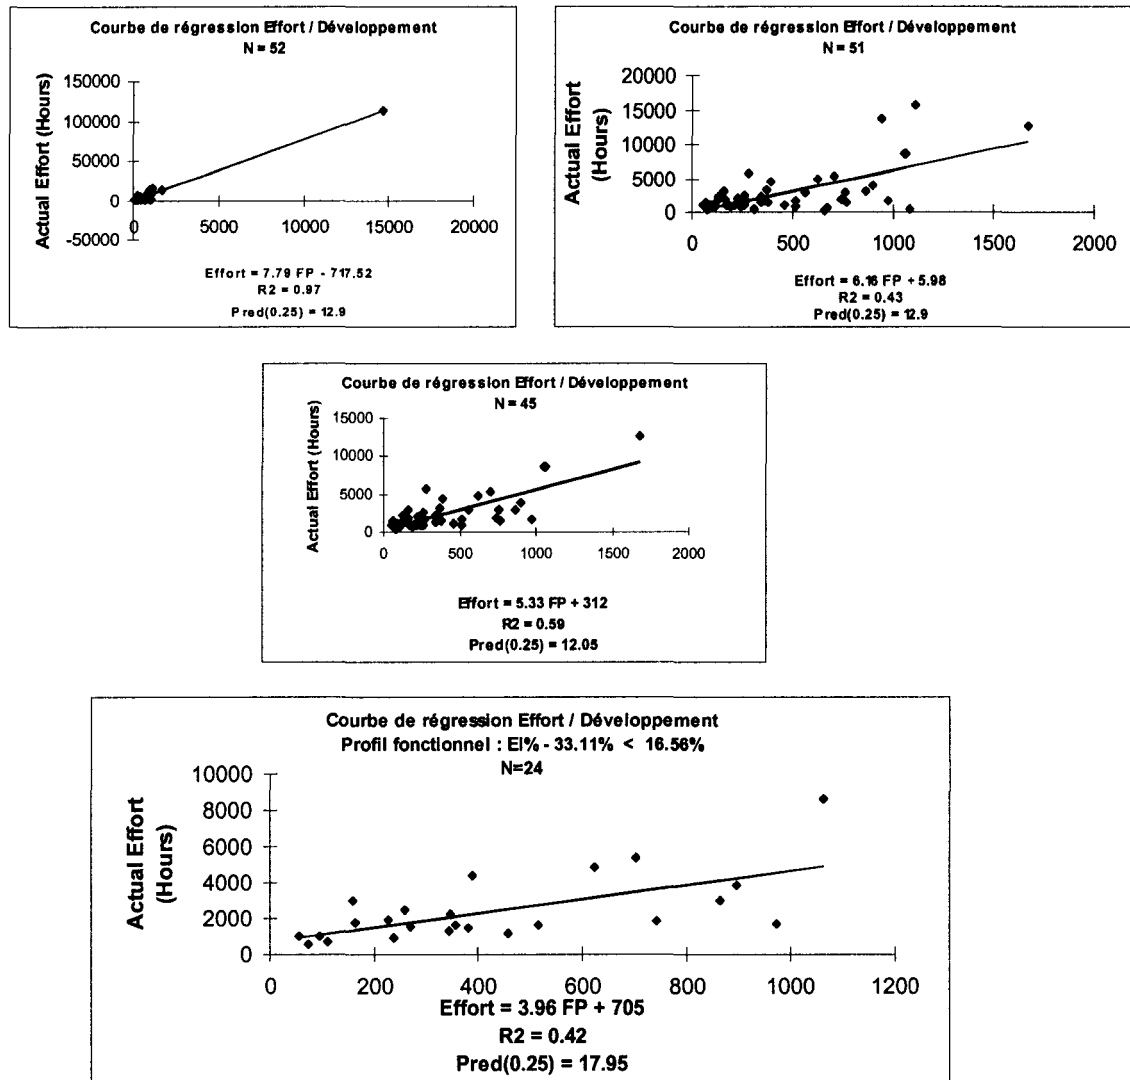 Courbe de régression Effort / Développement
N = 52
Actual Effort (Hours)
150000
100000
50000
0
-50000
0 5000 10000 15000 20000
Effort = 7.79 FP - 717.52
R2 = 0.97
Pred(0.25) = 12.9
Courbe de régression Effort / Développement
N = 51
Actual Effort
(Hours)
20000
15000
10000
5000
0
0 500 1000 1500 2000
Effort = 6.16 FP + 5.98
R2 = 0.43
Pred(0.25) = 12.9
Courbe de régression Effort / Développement
N = 45
Actual Effort (Hours)
15000
10000
5000
0
0 500 1000 1500 2000
Effort = 5.33 FP + 312
R2 = 0.59
Pred(0.25) = 12.05
Courbe de régression Effort / Développement
Profil fonctionnel : EI% - 33.11% < 16.56%
N=24
Actual Effort
(Hours)
10000
8000
6000
4000
2000
0
0 200 400 600 800 1000 1200
Effort = 3.96 FP + 705
R2 = 0.42
Pred(0.25) = 17.95